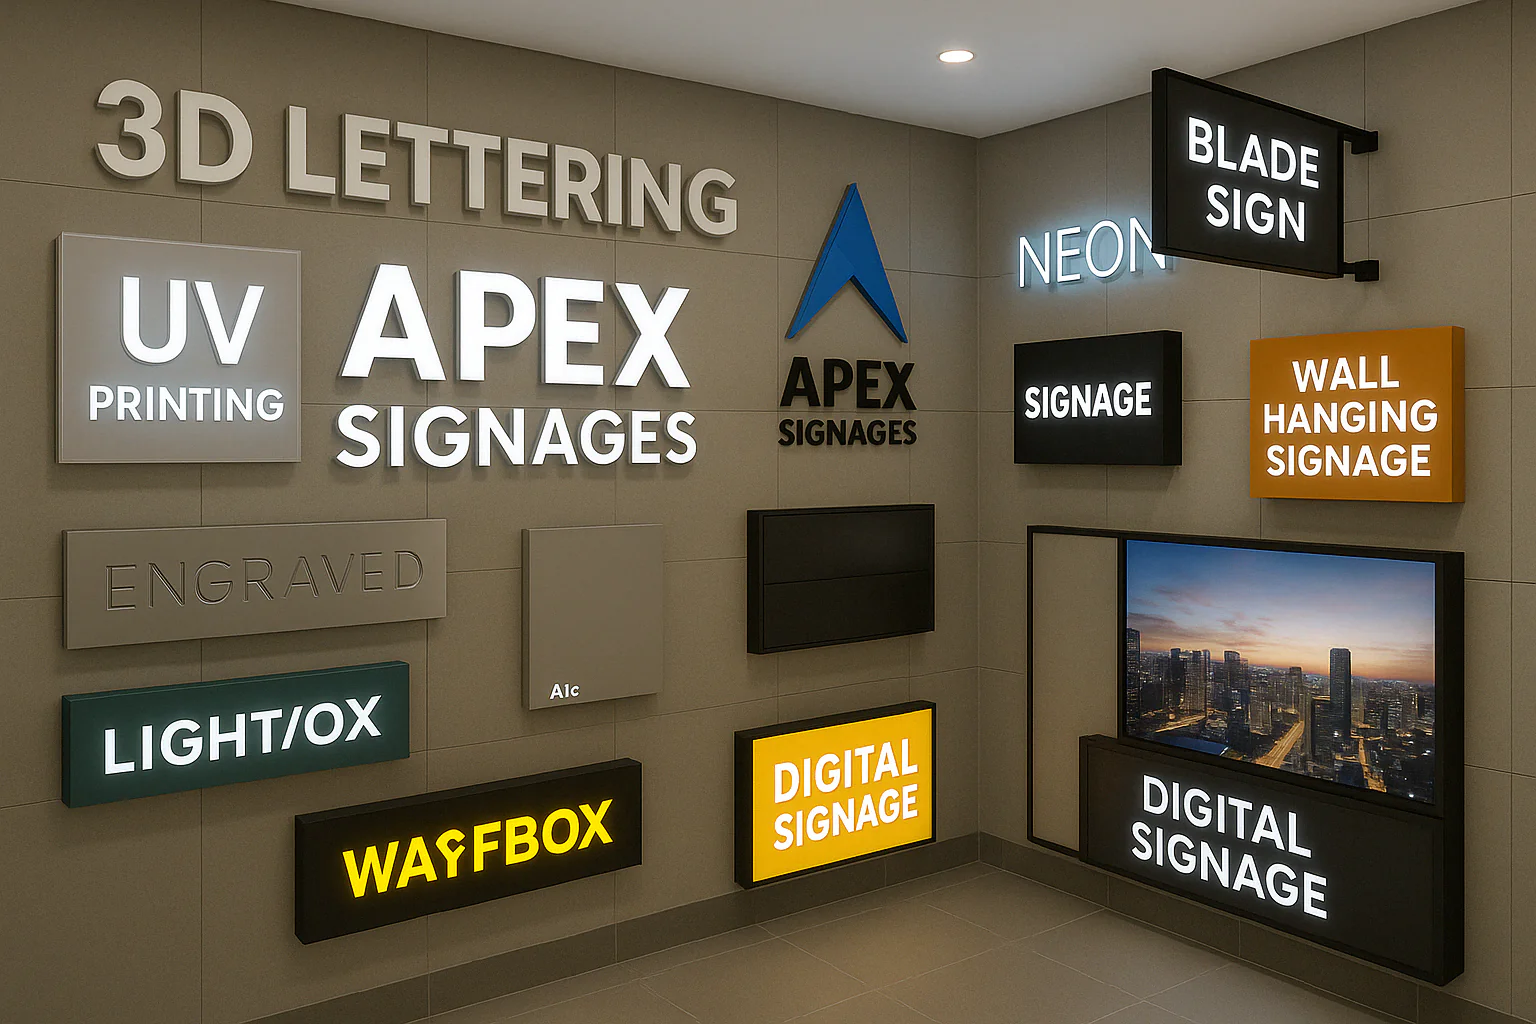 3D LETTERING
UV
PRINTING
APEX
SIGNAGES
APEX
SIGNAGES
NEON
BLADE
SIGN
SIGNAGE
WALL
HANGING
SIGNAGE
ENGRAVED
Alc
LIGHT/OX
DIGITAL
SIGNAGE
DIGITAL
SIGNAGE